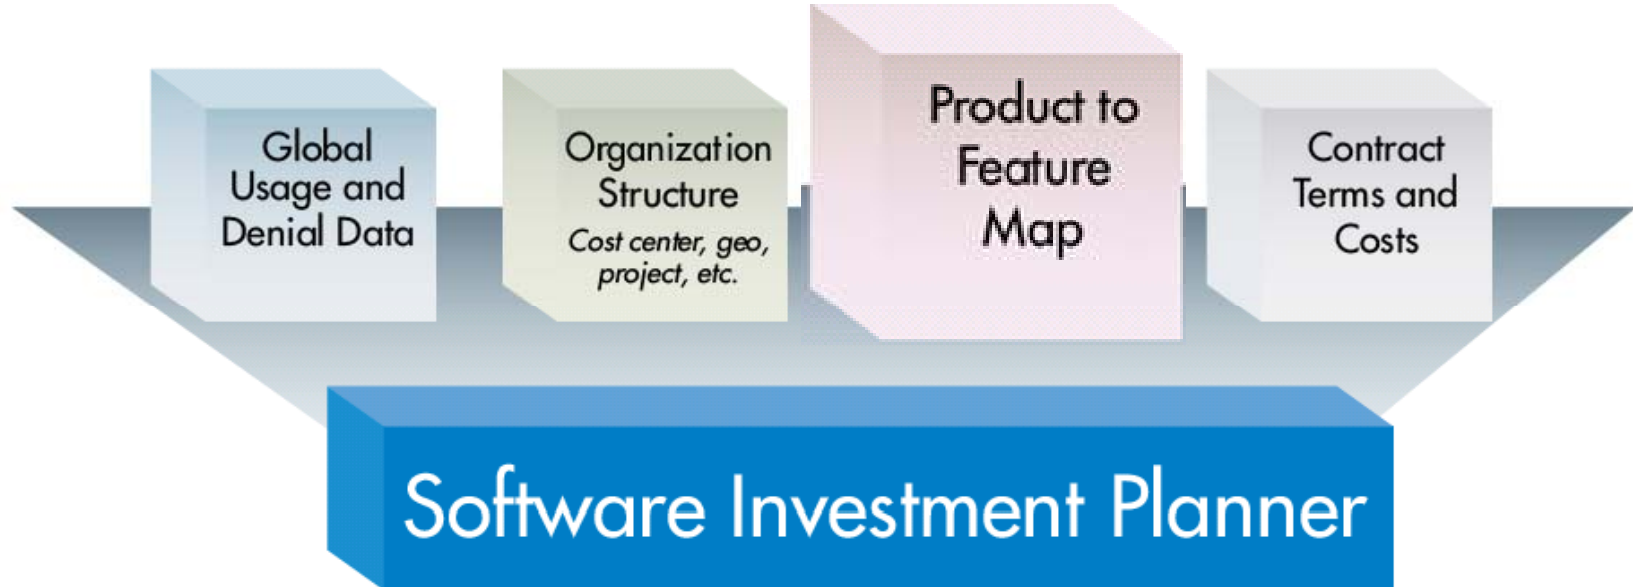 Global
Usage and
Denial Data
Organization
Structure
Cost center, geo,
project, etc.
Product to
Feature
Map
Contract
Terms and
Costs
Software Investment Planner